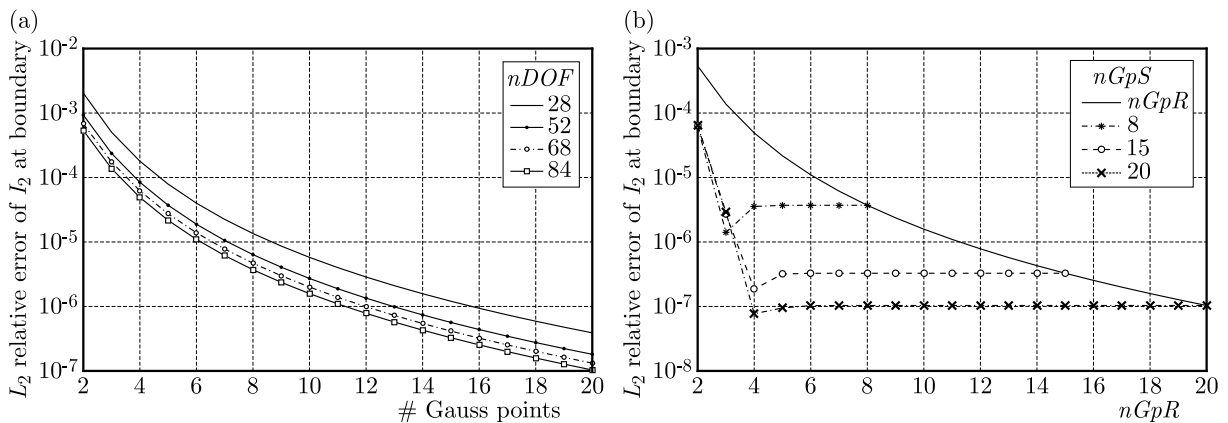 (a)
L₂ relative error of I₂ at boundary
10⁻²
10⁻³
10⁻⁴
10⁻⁵
10⁻⁶
10⁻⁷
2 4 6 8 10 12 14 16 18 20
# Gauss points
nDOF
28
52
68
84
(b)
L₂ relative error of I₂ at boundary
10⁻³
10⁻⁴
10⁻⁵
10⁻⁶
10⁻⁷
10⁻⁸
2 4 6 8 10 12 14 16 18 20
nGpR
nGpS
nGpR
8
15
20